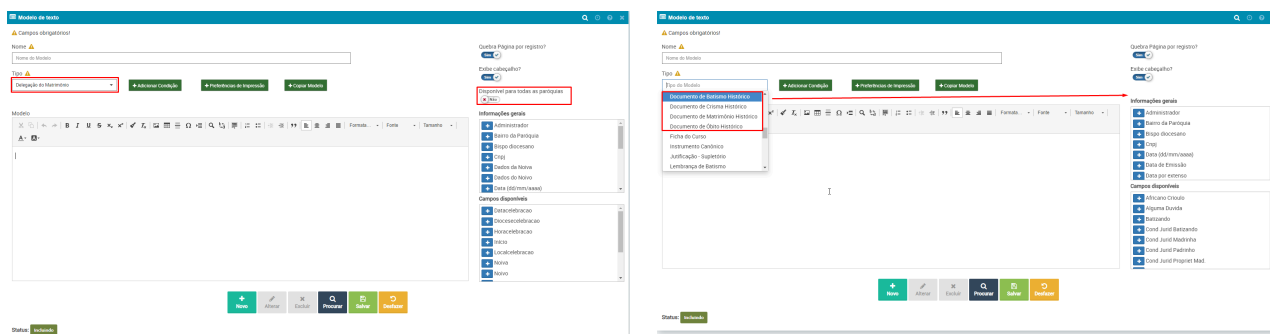 Modelo de texto
Campos obrigatórios!
Nome
Nome do Modelo
Tipo
Delegação do Matrimônio
+ Adicionar Condição
+ Preferências de Impressão
+ Copiar Modelo
Quebra Página por registro?
Sim
Exibe cabeçalho?
Sim
Disponível para todas as paróquias
Não
Modelo
Formata...
Fonte
Tamanho
Informações gerais
Administrador
Bairro da Paróquia
Bispo diocesano
Cnpj
Dados da Noiva
Dados do Noivo
Data (dd/mm/aaaa)
Campos disponíveis
Datacelebracao
Diocesecelebracao
Horacelebracao
Inicio
Localcelebracao
Noiva
Noivo
Novo
Alterar
Excluir
Procurar
Salvar
Desfazer
Status: Incluindo
Modelo de texto
Campos obrigatórios!
Nome
Nome do Modelo
Tipo
Tipo de Modelo
+ Adicionar Condição
+ Preferências de Impressão
+ Copiar Modelo
Documento de Batismo Histórico
Documento de Crisma Histórico
Documento de Matrimônio Histórico
Documento de Óbito Histórico
Ficha do Curso
Instrumento Canônico
Justificação - Supletório
Lembrança de Batismo
Formata...
Fonte
Tamanho
Quebra Página por registro?
Sim
Exibe cabeçalho?
Sim
Informações gerais
Administrador
Bairro da Paróquia
Bispo diocesano
Cnpj
Data (dd/mm/aaaa)
Data de Emissão
Data por extenso
Campos disponíveis
Africano Crioulo
Alguma Duvida
Batizando
Cond Jurid Batizando
Cond Jurid Madrinha
Cond Jurid Padrinho
Cond Jurid Propriet Mad.
Novo
Alterar
Excluir
Procurar
Salvar
Desfazer
Status: Incluindo